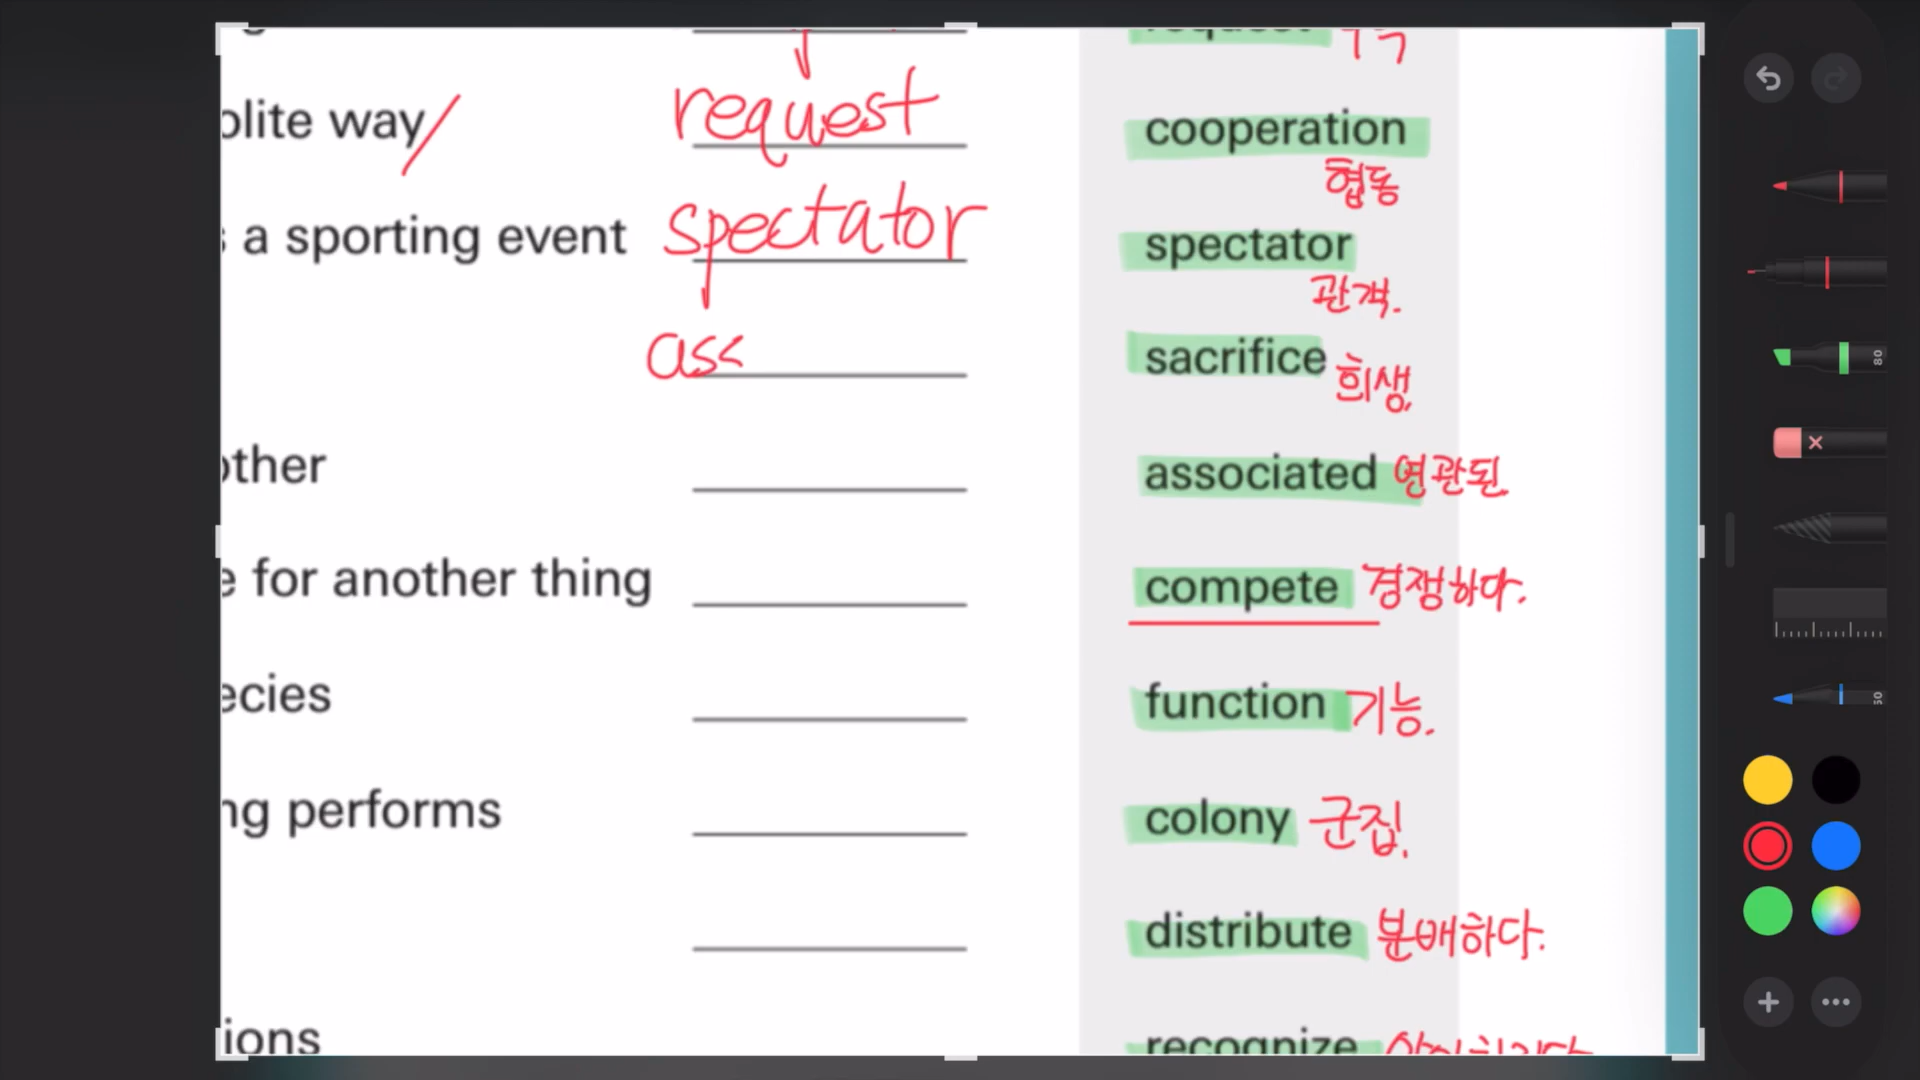 olite way request cooperation
협동
a sporting event spectator spectator
관객.
ass sacrifice 희생.
other associated 연관된.
e for another thing compete 경쟁하다.
ecies function 기능.
ng performs colony 군집.
distribute 분배하다.
ions recognize